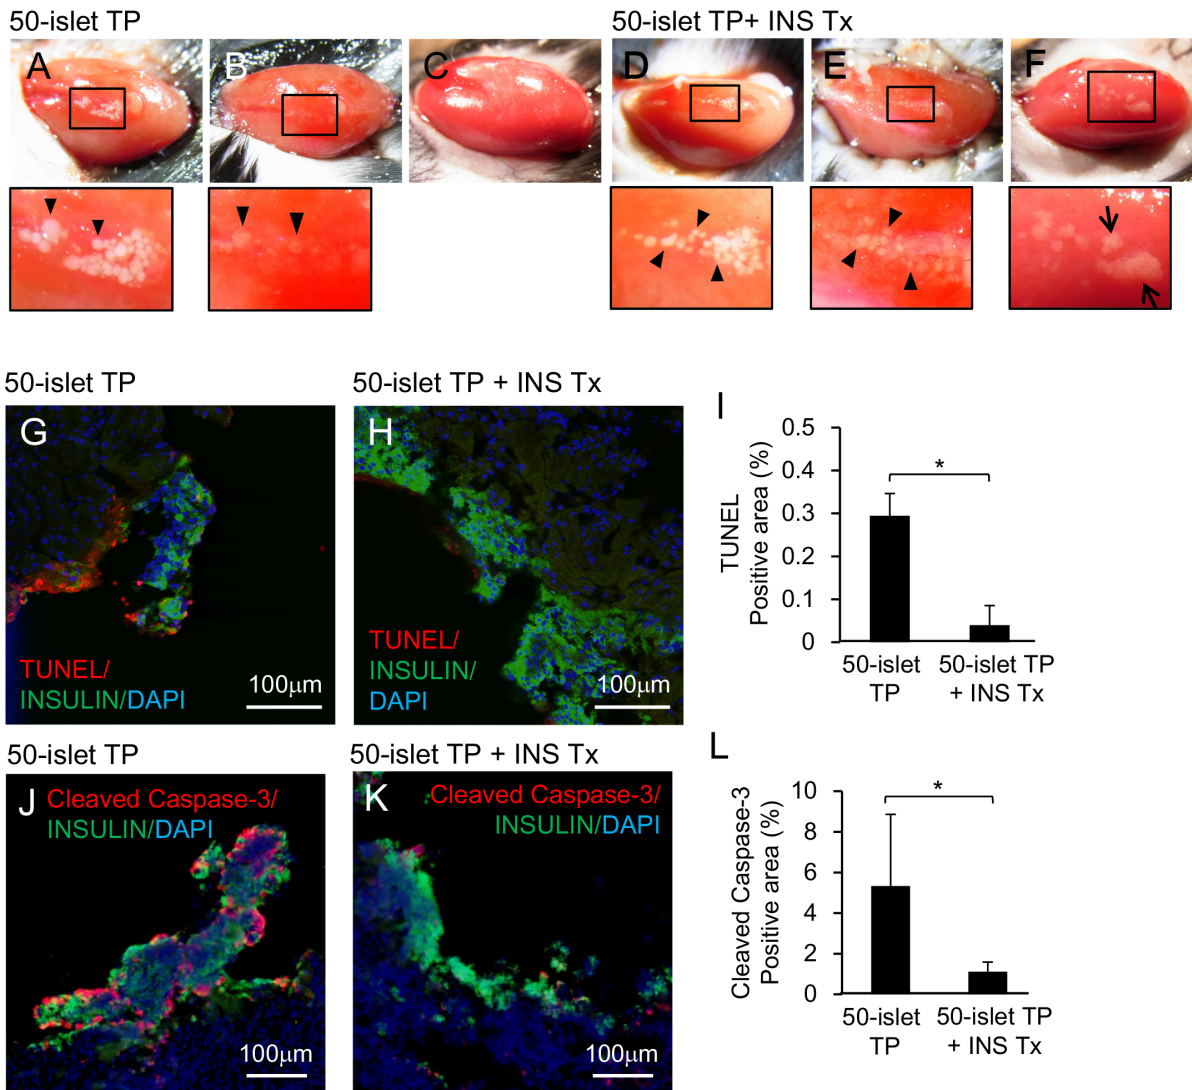 50-islet TP
50-islet TP+ INS Tx
A
B
C
D
E
F
50-islet TP
50-islet TP + INS Tx
G
TUNEL/
INSULIN/DAPI
100μm
H
TUNEL/
INSULIN/
DAPI
100μm
I
TUNEL
Positive area (%)
0.5
0.4
0.3
0.2
0.1
0
*
50-islet
TP
50-islet TP
+ INS Tx
50-islet TP
50-islet TP + INS Tx
J
Cleaved Caspase-3/
INSULIN/DAPI
100μm
K
Cleaved Caspase-3/
INSULIN/DAPI
100μm
L
Cleaved Caspase-3
Positive area (%)
10
8
6
4
2
0
*
50-islet
TP
50-islet TP
+ INS Tx